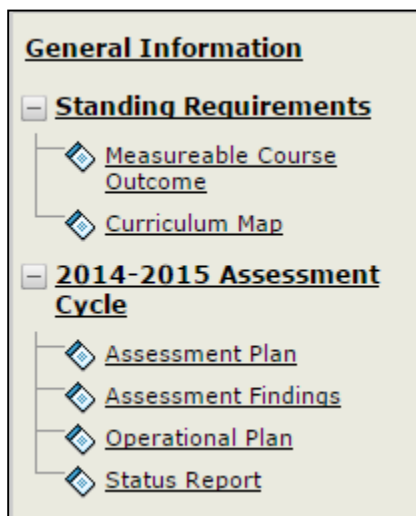 General Information
Standing Requirements
Measureable Course
Outcome
Curriculum Map
2014-2015 Assessment
Cycle
Assessment Plan
Assessment Findings
Operational Plan
Status Report